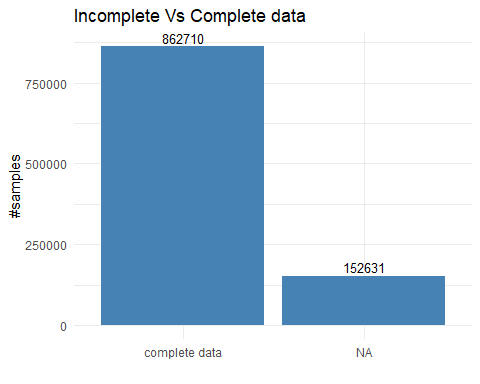 Incomplete Vs Complete data
862710
750000
500000
250000
0
#samples
152631
complete data
NA